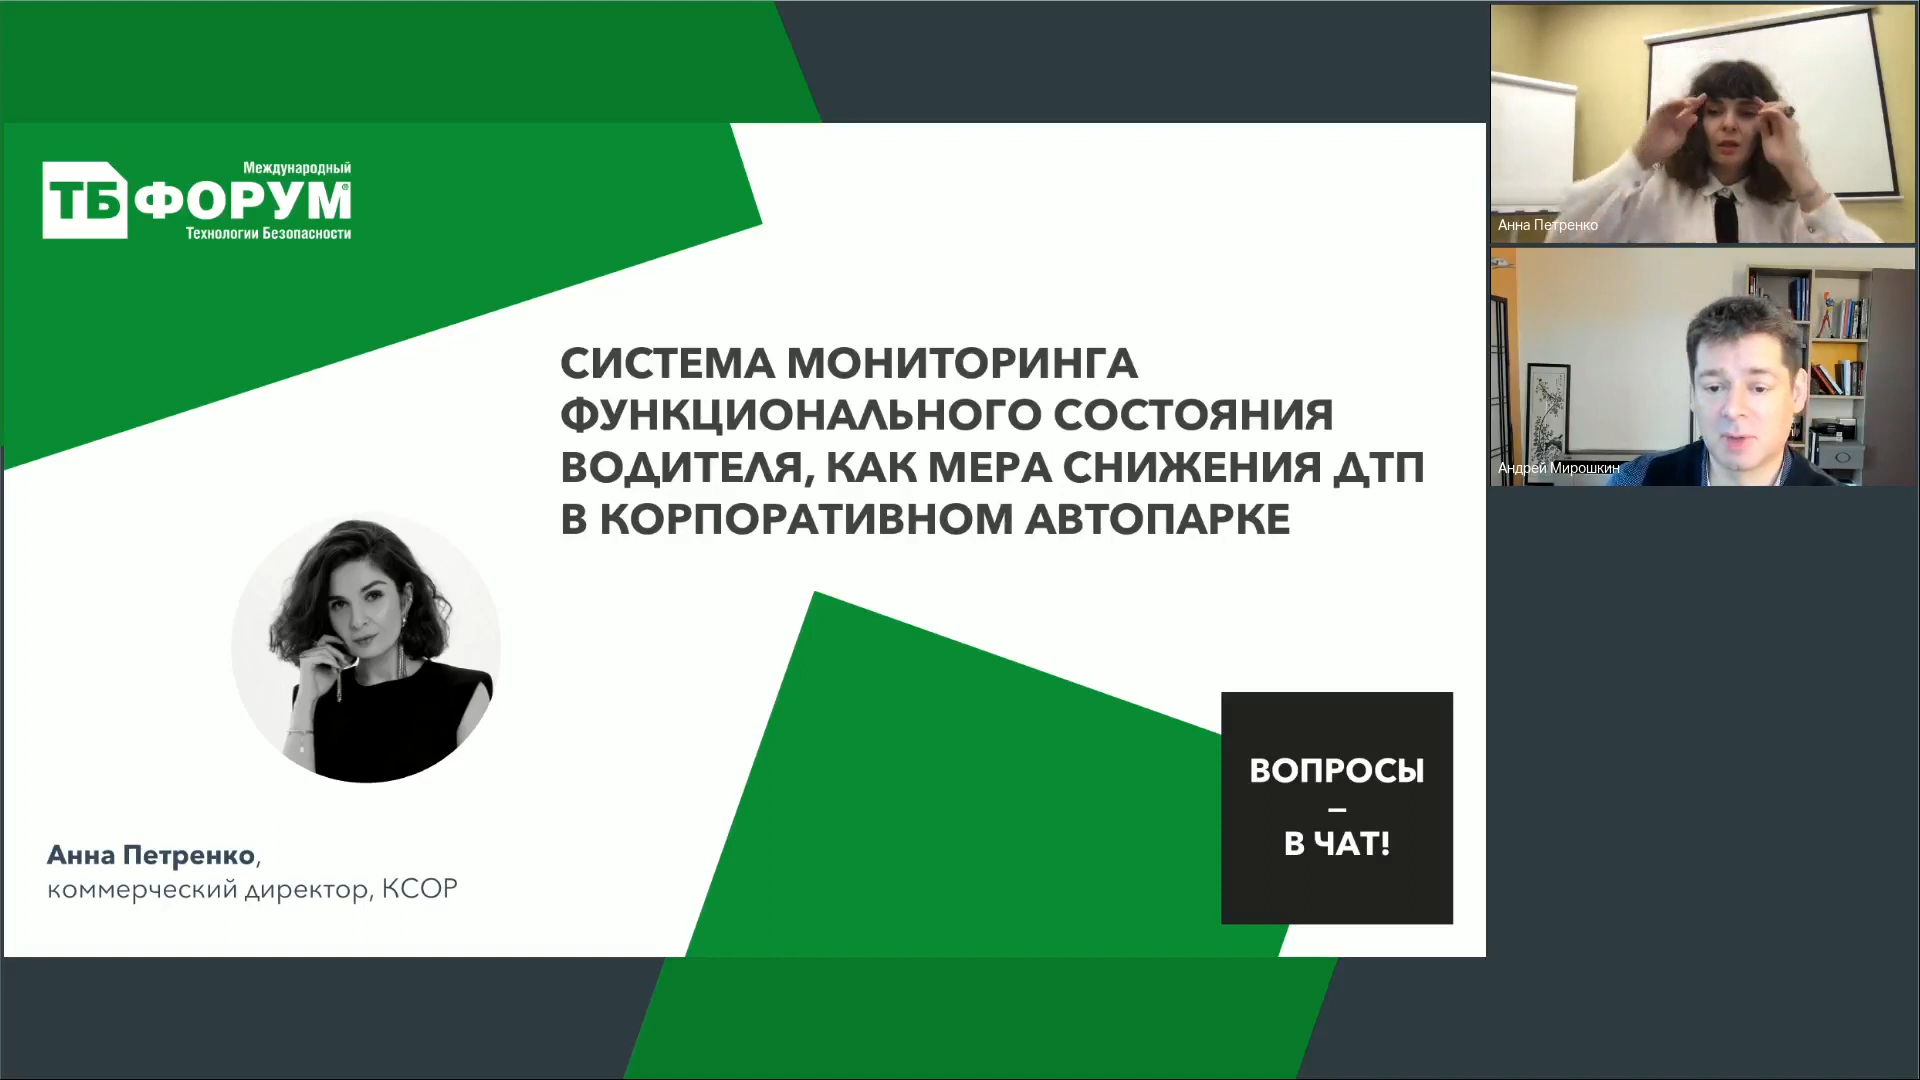 Международный
ТБ ФОРУМ®
Технологии Безопасности
СИСТЕМА МОНИТОРИНГА
ФУНКЦИОНАЛЬНОГО СОСТОЯНИЯ
ВОДИТЕЛЯ, КАК МЕРА СНИЖЕНИЯ ДТП
В КОРПОРАТИВНОМ АВТОПАРКЕ
Анна Петренко,
коммерческий директор, КСОР
ВОПРОСЫ
–
В ЧАТ!
Анна Петренко
Андрей Мирошкин